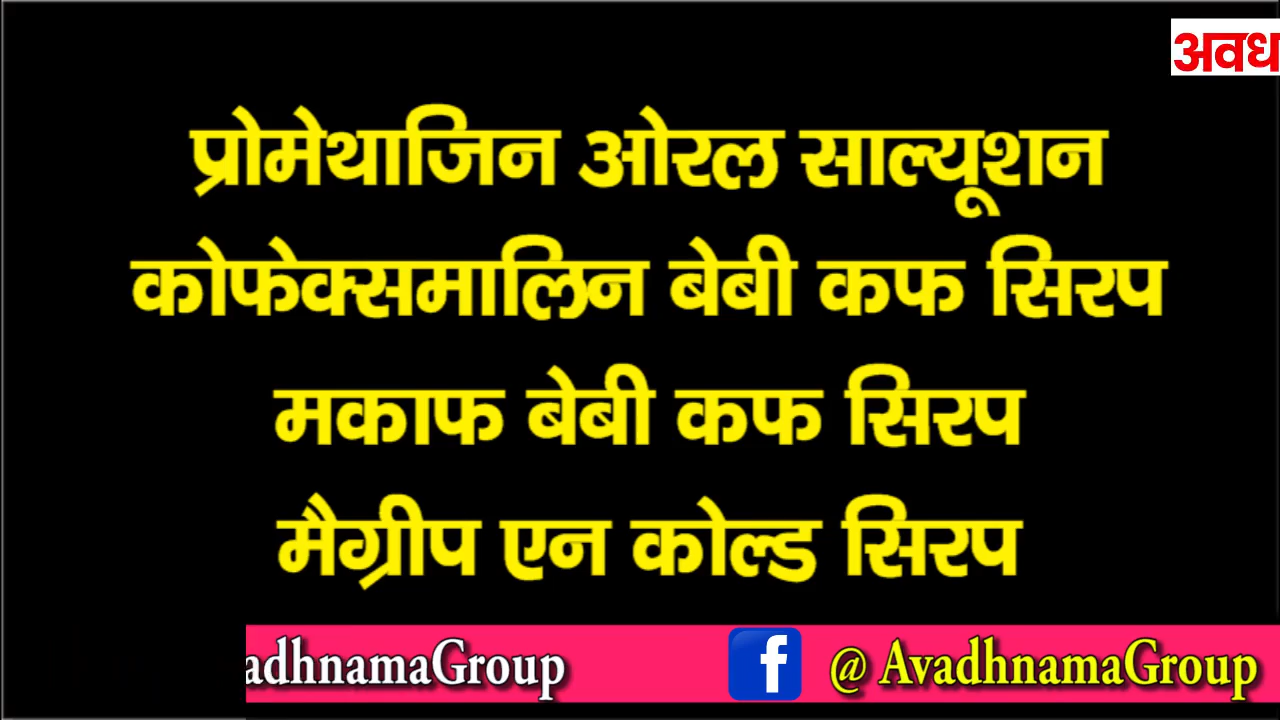 अवध
प्रोमेथाजिन ओरल साल्यूशन
कोफेक्समालिन बेबी कफ सिरप
मकाफ बेबी कफ सिरप
मैग्रीप एन कोल्ड सिरप
adhnamaGroup @ AvadhnamaGroup